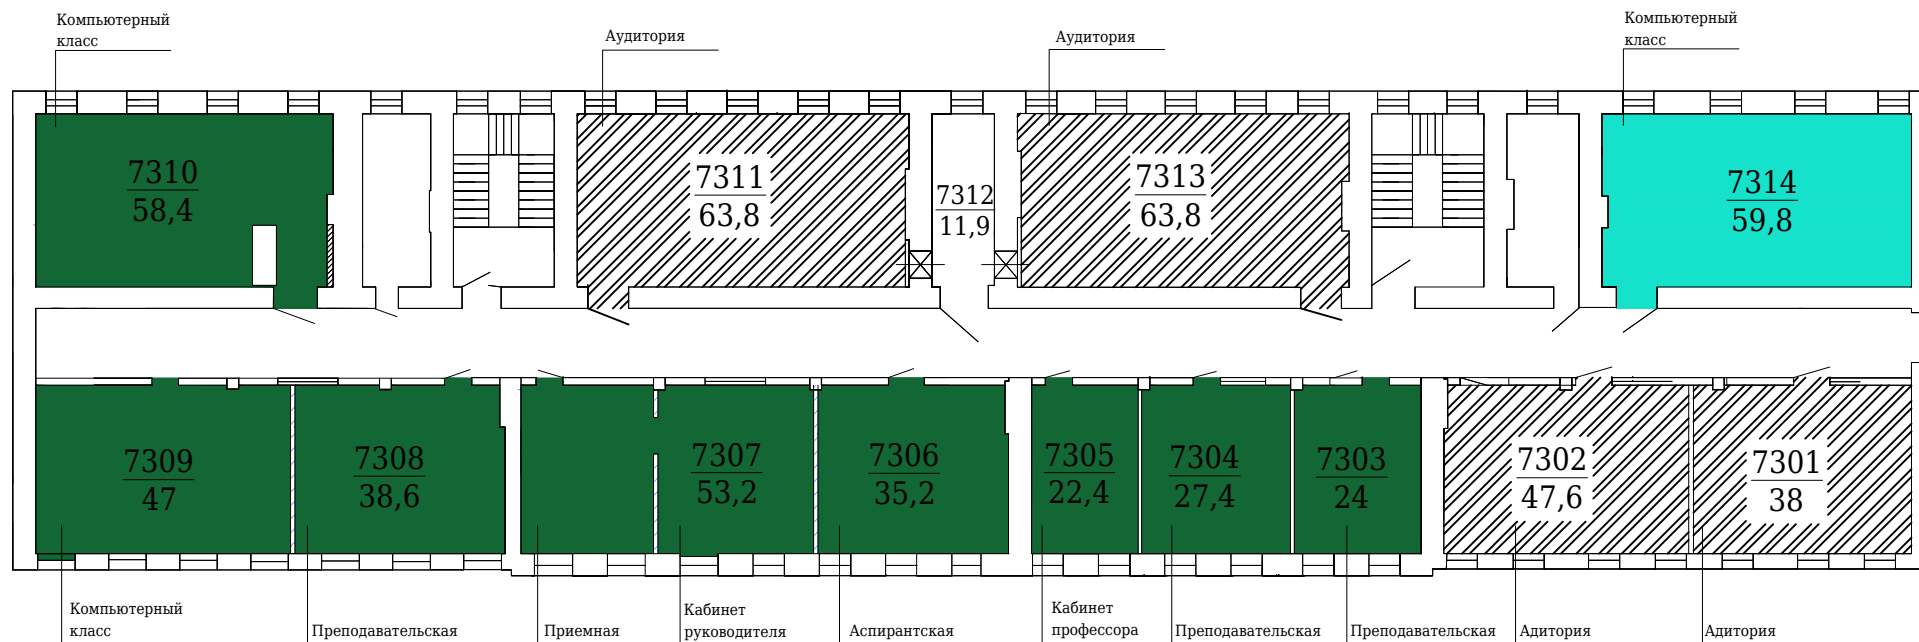 Компьютерный
класс
Аудитория
Аудитория
Компьютерный
класс
7310
58,4
7311
63,8
7312
11,9
7313
63,8
7314
59,8
7309
47
7308
38,6
7307
53,2
7306
35,2
7305
22,4
7304
27,4
7303
24
7302
47,6
7301
38
Компьютерный
класс
Преподавательская
Приемная
Кабинет
руководителя
Аспирантская
Кабинет
профессора
Преподавательская
Преподавательская
Адитория
Адитория